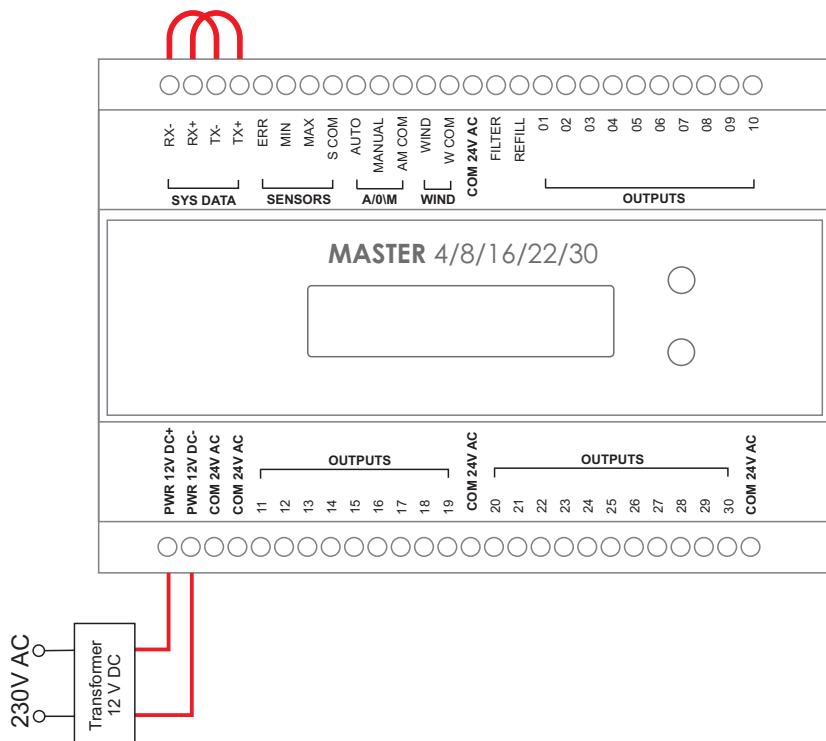 RX-
RX+
TX-
TX+
ERR
MIN
MAX
S COM
AUTO
MANUAL
AM COM
WIND
W COM
COM 24V AC
FILTER
REFILL
01
02
03
04
05
06
07
08
09
10
SYS DATA
SENSORS
A/0\M
WIND
OUTPUTS
MASTER 4/8/16/22/30
PWR 12V DC+
PWR 12V DC-
COM 24V AC
COM 24V AC
OUTPUTS
11
12
13
14
15
16
17
18
19
COM 24V AC
OUTPUTS
20
21
22
23
24
25
26
27
28
29
30
COM 24V AC
230V AC
Transformer
12 V DC